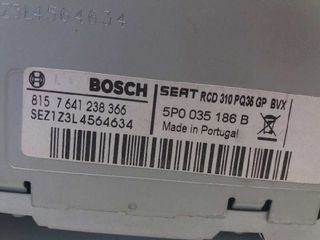 Z3L4564634
BOSCH
SEAT RCD 310 PQ35 GP BVX
815 7 641 238 366
5P0 035 186 B
SEZ1Z3L4564634
Made in Portugal